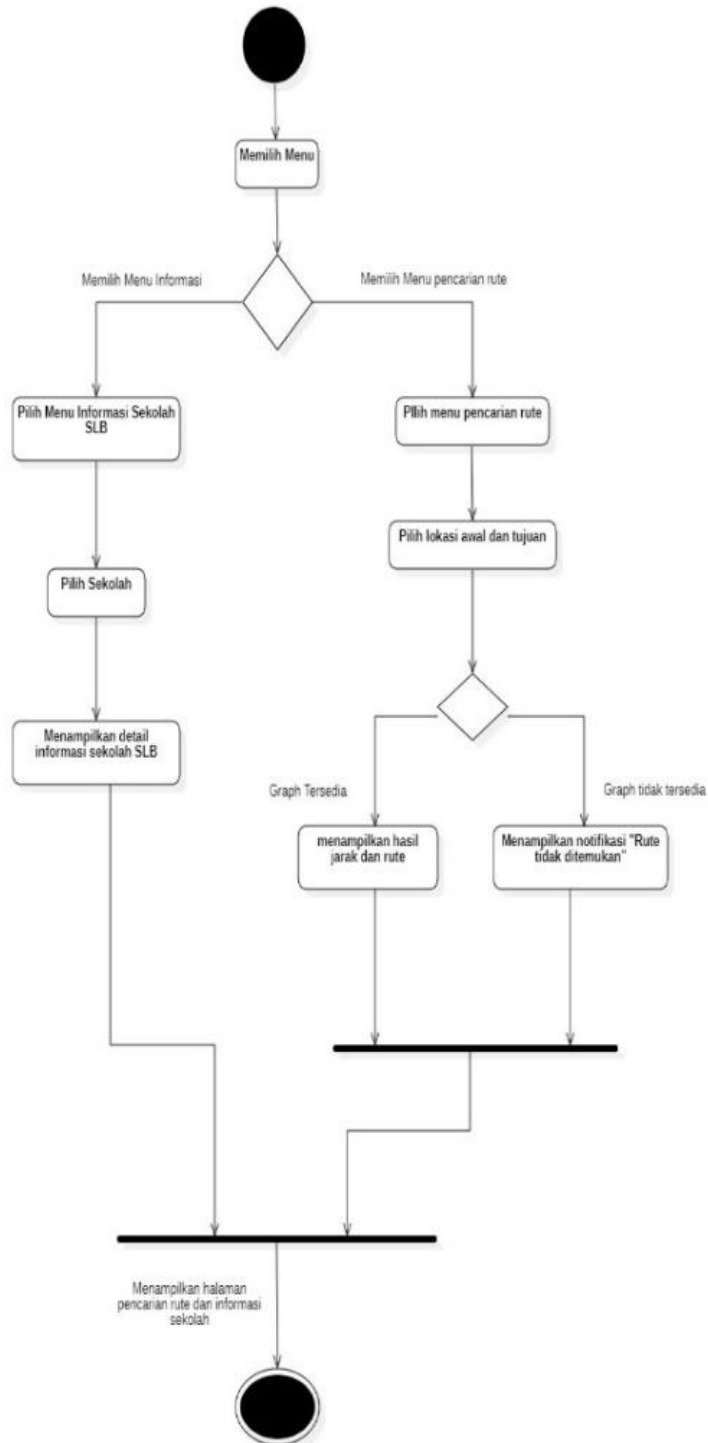 Memilih Menu
Memilih Menu Informasi
Memilih Menu pencarian rute
Pilih Menu Informasi Sekolah
SLB
PIlih menu pencarian rute
Pilih lokasi awal dan tujuan
Pilih Sekolah
Menampilkan detail
informasi sekolah SLB
Graph Tersedia
Graph tidak tersedia
menampilkan hasil
jarak dan rute
Menampilkan notifikasi "Rute
tidak ditemukan"
Menampilkan halaman
pencarian rute dan informasi
sekolah